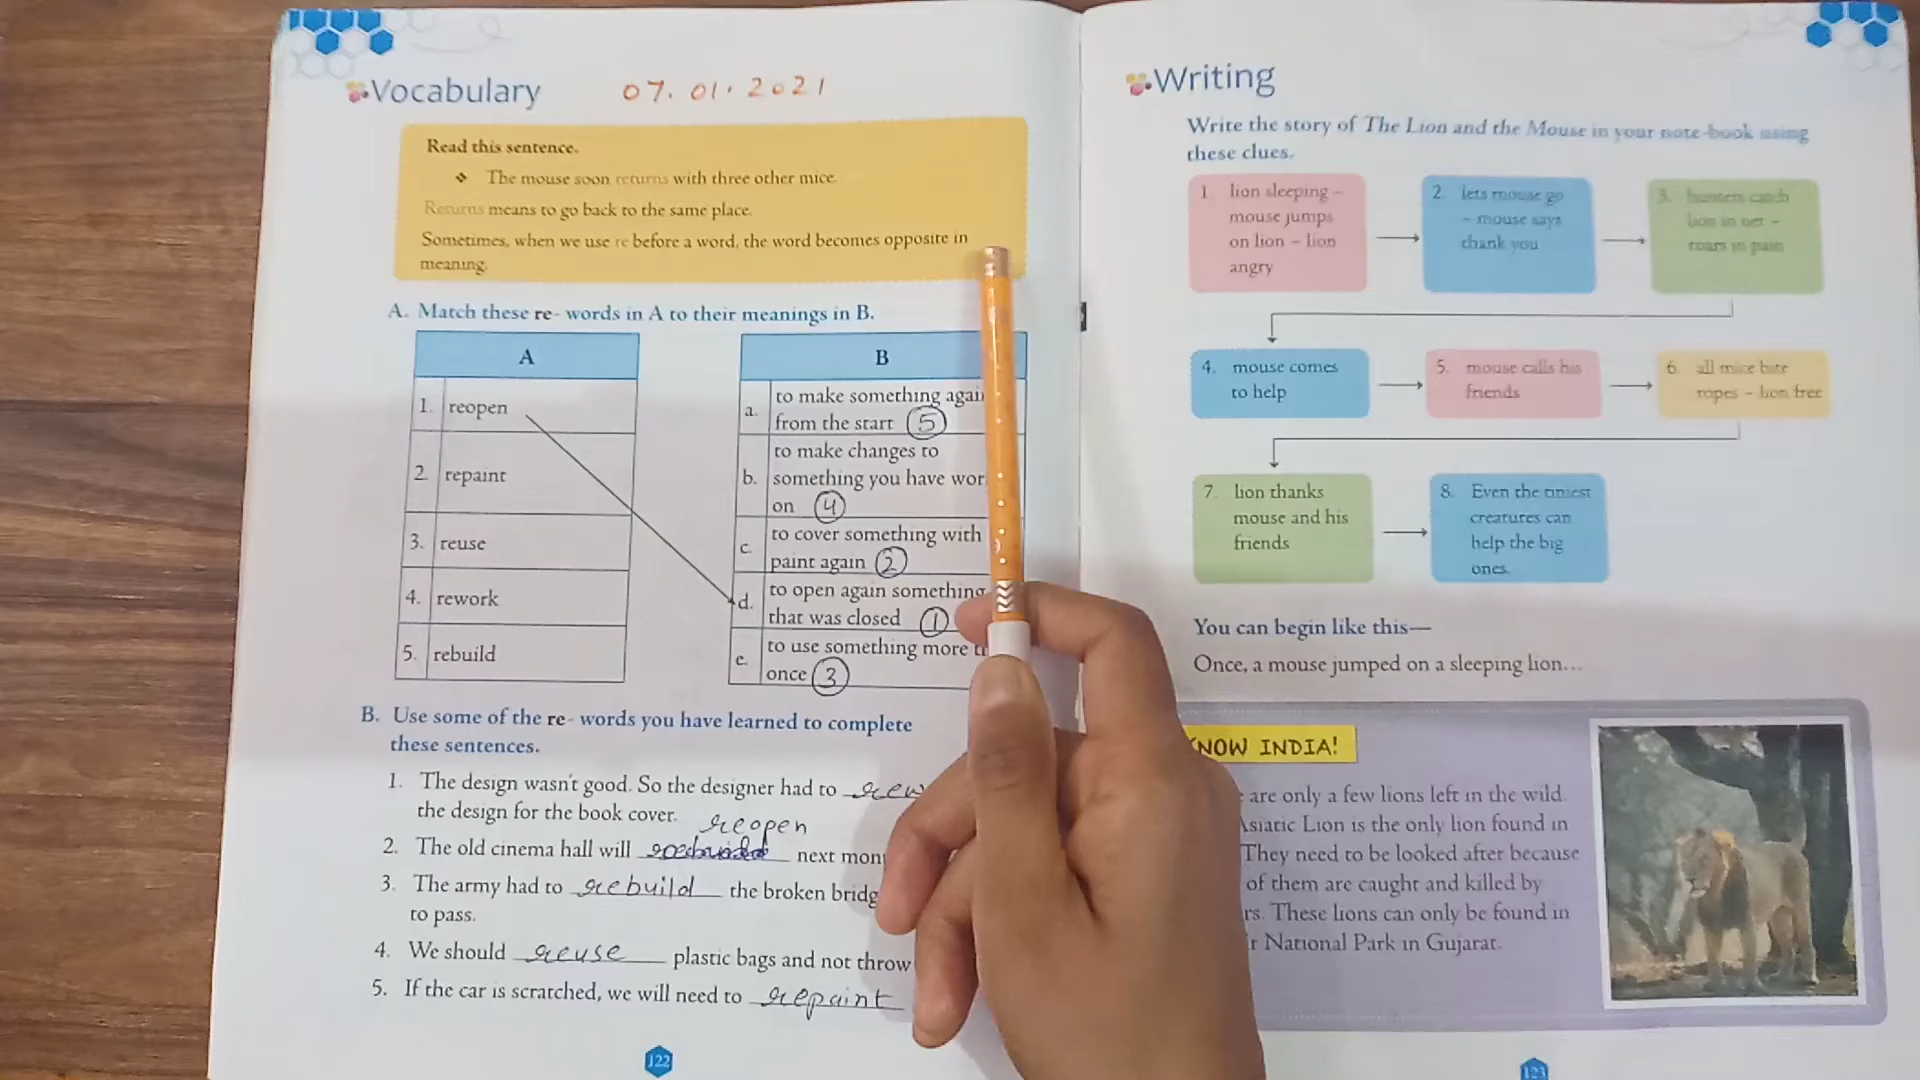 Vocabulary 07.01.2021
Read this sentence.
❖ The mouse soon returns with three other mice.
Returns means to go back to the same place.
Sometimes, when we use re before a word, the word becomes opposite in
meaning.
A. Match these re- words in A to their meanings in B.
A
1. reopen
2. repaint
3. reuse
4. rework
5. rebuild
B
a. to make something again
from the start 5
b. to make changes to
something you have wor
on 4
c. to cover something with
paint again 2
d. to open again something
that was closed 1
e. to use something more
once 3
B. Use some of the re- words you have learned to complete
these sentences.
1. The design wasn't good. So the designer had to rew
the design for the book cover.
reopen
2. The old cinema hall will next mon
3. The army had to rebuild the broken bridg
to pass.
4. We should reuse plastic bags and not throw
5. If the car is scratched, we will need to repaint
122
Writing
Write the story of The Lion and the Mouse in your note-book using
these clues.
1. lion sleeping –
mouse jumps
on lion – lion
angry
2. lets mouse go
– mouse says
thank you
3. hunters catch
lion in net –
roars in pain
4. mouse comes
to help
5. mouse calls his
friends
6. all mice bite
ropes – lion free
7. lion thanks
mouse and his
friends
8. Even the tiniest
creatures can
help the big
ones.
You can begin like this—
Once, a mouse jumped on a sleeping lion...
NOW INDIA!
are only a few lions left in the wild.
Asiatic Lion is the only lion found in
They need to be looked after because
of them are caught and killed by
rs. These lions can only be found in
r National Park in Gujarat.
123